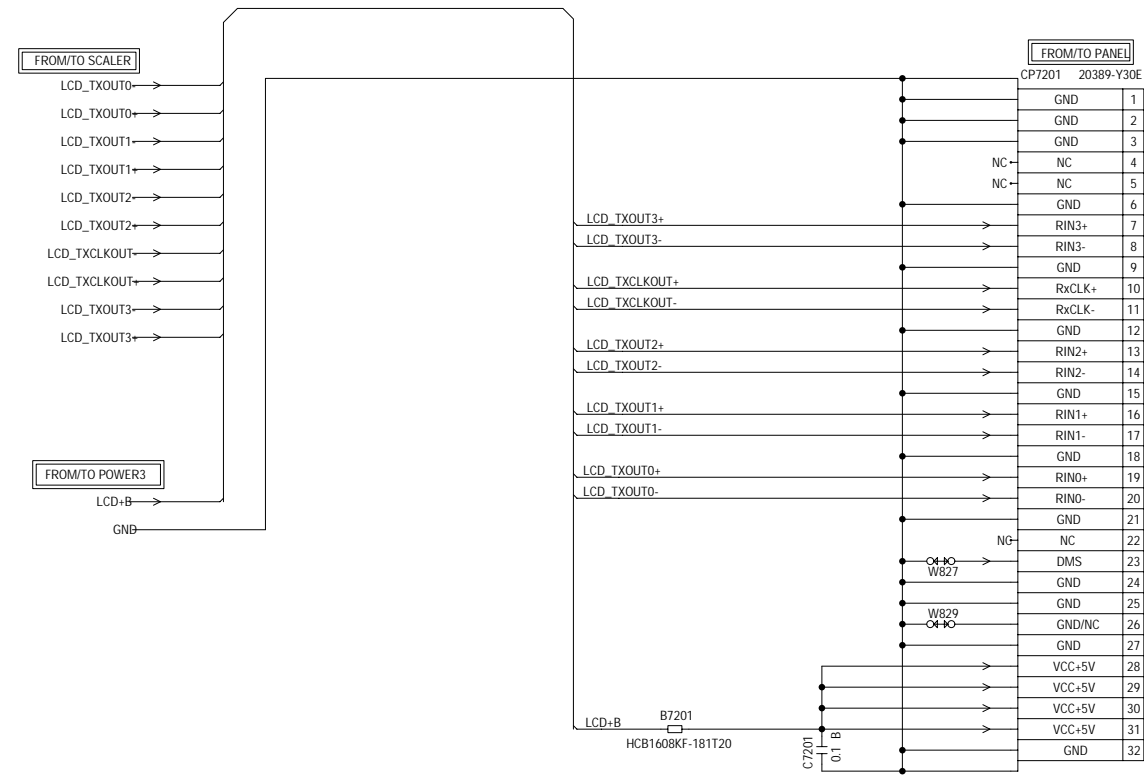 FROM/TO SCALER
LCD_TXOUT0-
LCD_TXOUT0+
LCD_TXOUT1-
LCD_TXOUT1+
LCD_TXOUT2-
LCD_TXOUT2+
LCD_TXCLKOUT-
LCD_TXCLKOUT+
LCD_TXOUT3-
LCD_TXOUT3+
FROM/TO POWER3
LCD+B
GND
LCD_TXOUT3+
LCD_TXOUT3-
LCD_TXCLKOUT+
LCD_TXCLKOUT-
LCD_TXOUT2+
LCD_TXOUT2-
LCD_TXOUT1+
LCD_TXOUT1-
LCD_TXOUT0+
LCD_TXOUT0-
LCD+B
B7201
HCB1608KF-181T20
C7201
0.1 B
W827
W829
NC
NC
NC
FROM/TO PANEL
CP7201 20389-Y30E
GND 1
GND 2
GND 3
NC 4
NC 5
GND 6
RIN3+ 7
RIN3- 8
GND 9
RxCLK+ 10
RxCLK- 11
GND 12
RIN2+ 13
RIN2- 14
GND 15
RIN1+ 16
RIN1- 17
GND 18
RIN0+ 19
RIN0- 20
GND 21
NC 22
DMS 23
GND 24
GND 25
GND/NC 26
GND 27
VCC+5V 28
VCC+5V 29
VCC+5V 30
VCC+5V 31
GND 32